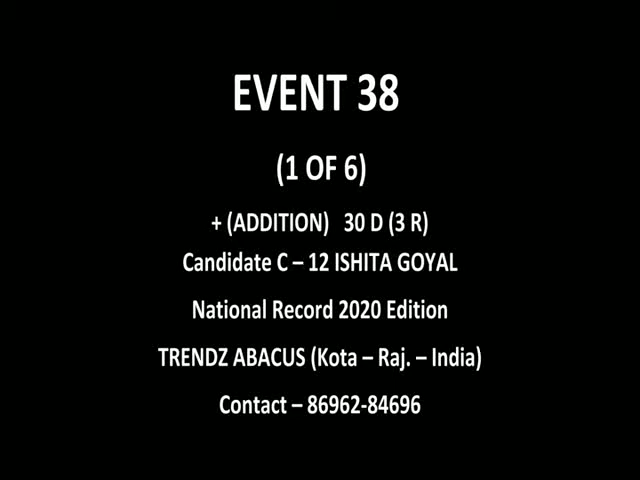 EVENT 38
(1 OF 6)
+ (ADDITION) 30 D (3 R)
Candidate C – 12 ISHITA GOYAL
National Record 2020 Edition
TRENDZ ABACUS (Kota – Raj. – India)
Contact – 86962-84696